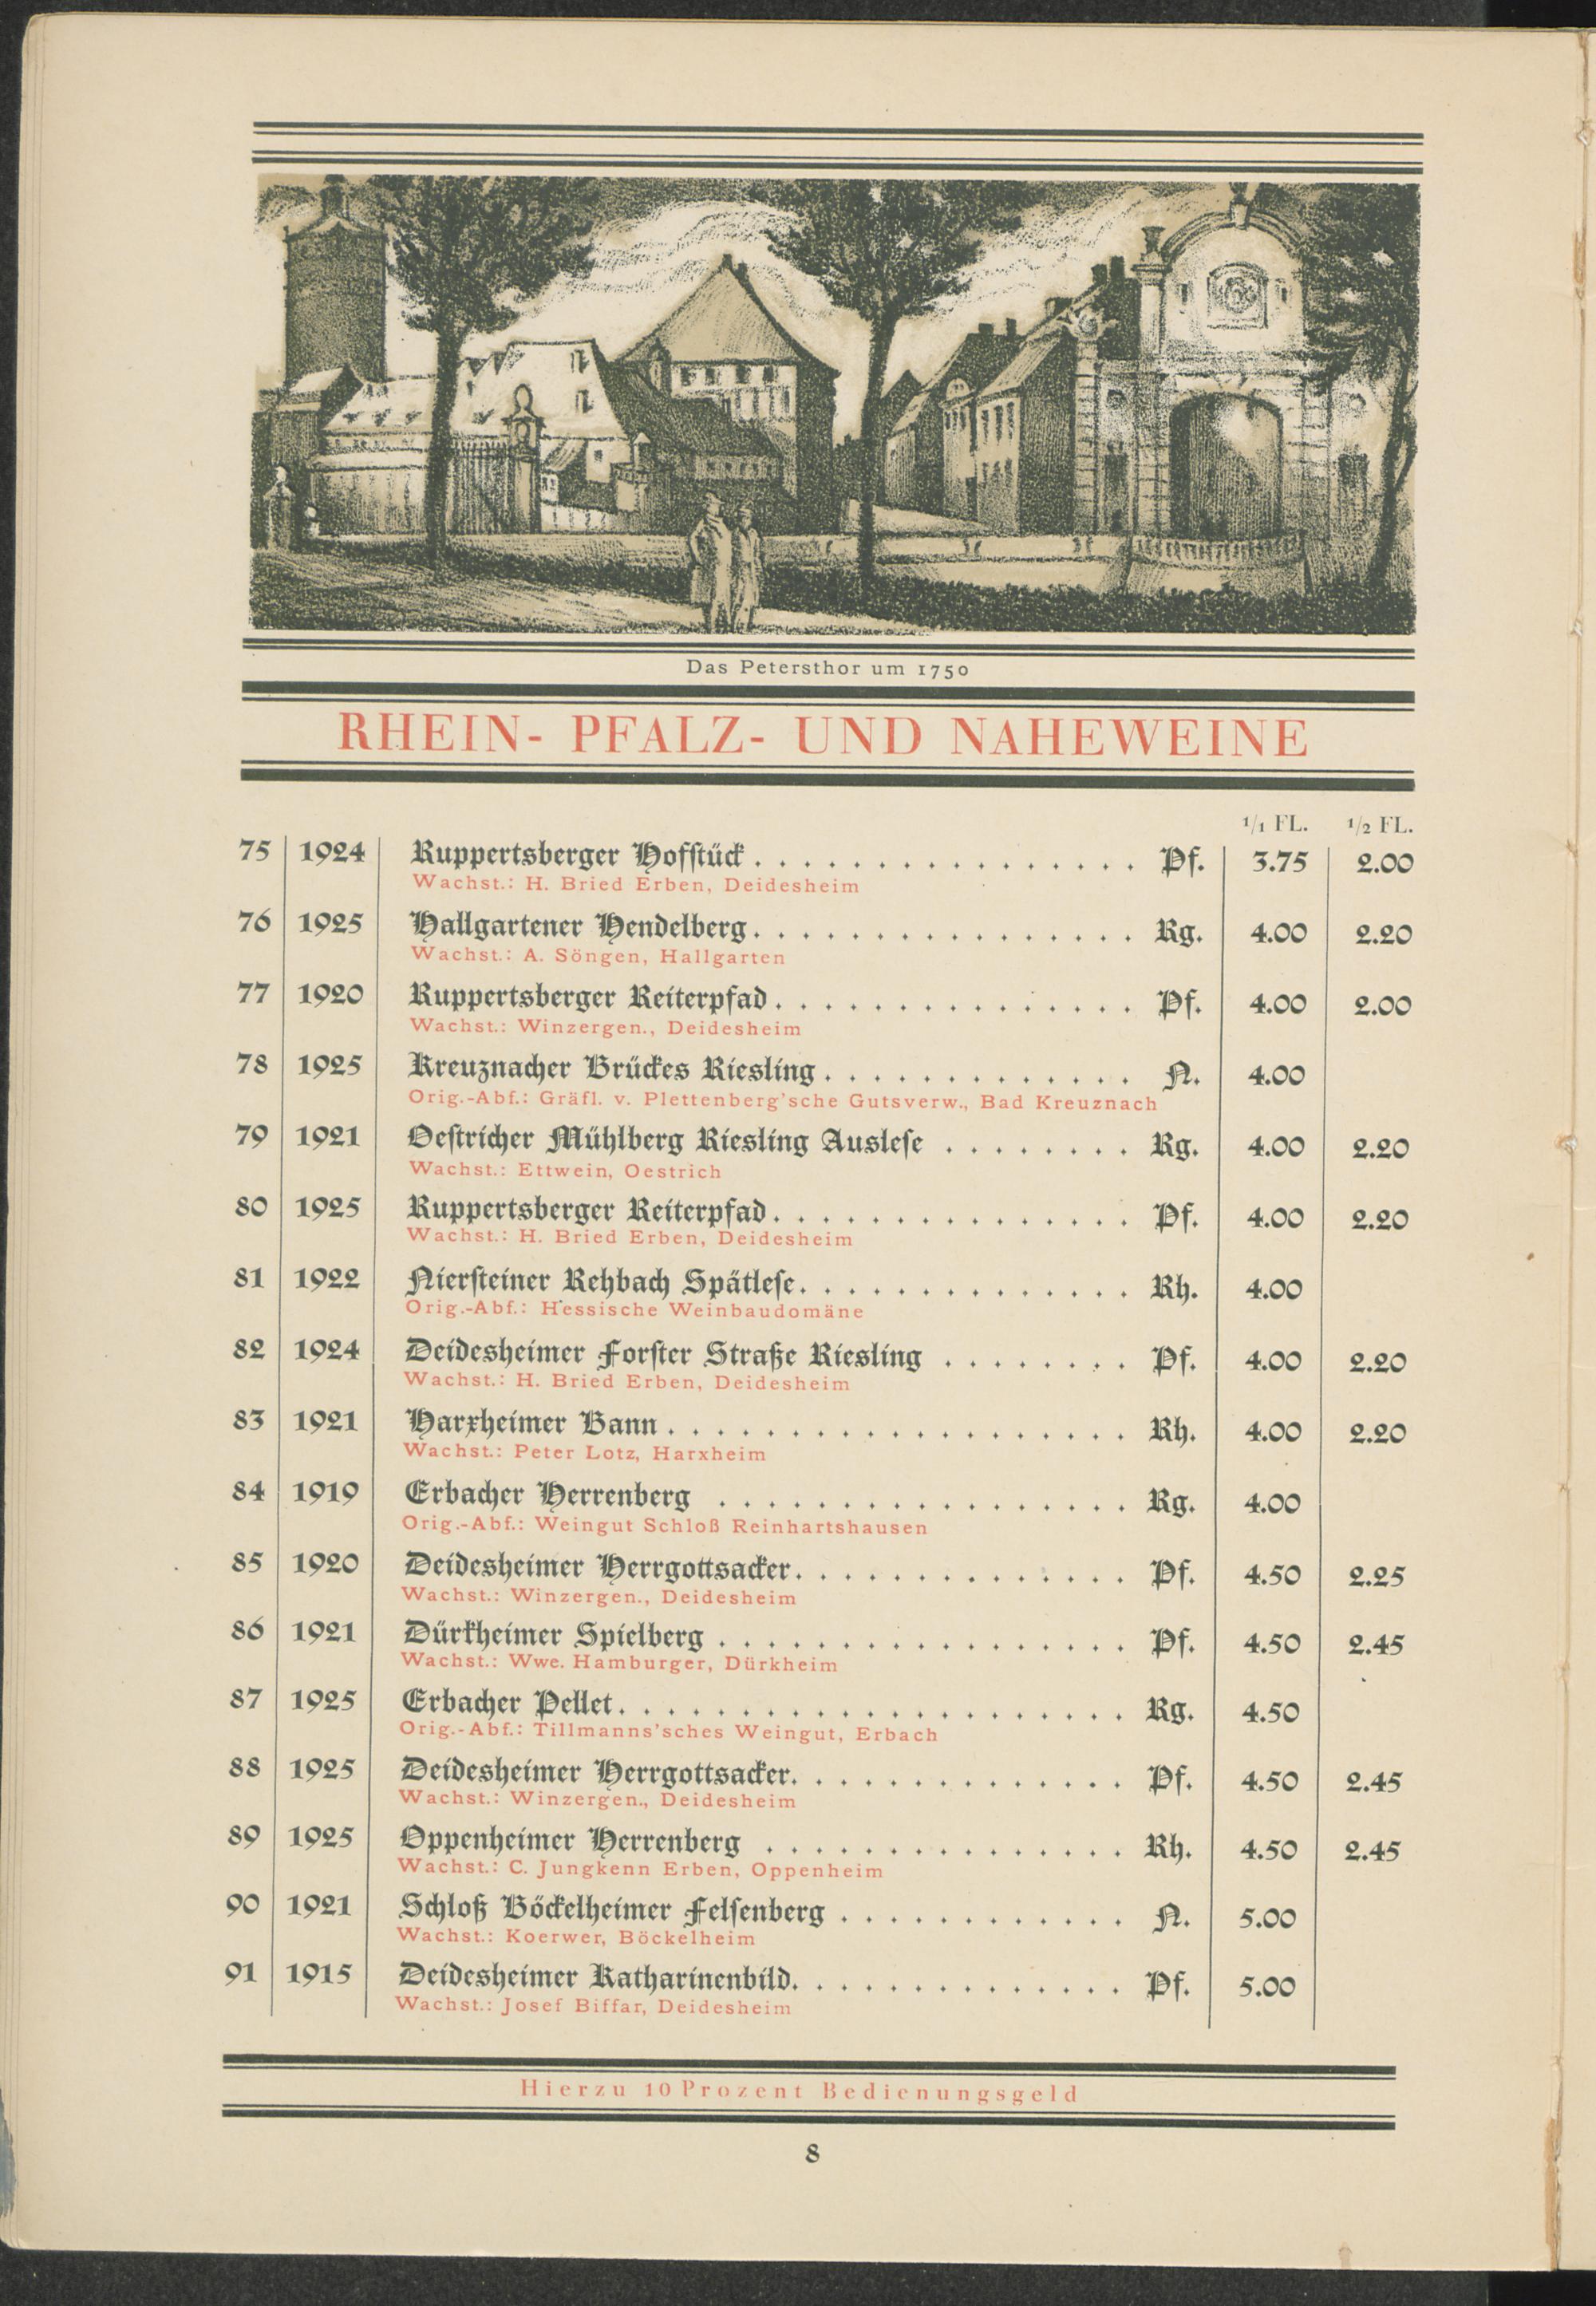 Das Petersthor um 1750
RHEIN- PFALZ- UND NAHEWEINE
1/1 FL. 1/2 FL.
75 1924 Ruppertsberger Hofstück . . . . . . . . . . . . . . . . Pf. 3.75 2.00
Wachst.: H. Bried Erben, Deidesheim
76 1925 Hallgartener Hendelberg . . . . . . . . . . . . . . . . Rg. 4.00 2.20
Wachst.: A. Söngen, Hallgarten
77 1920 Ruppertsberger Reiterpfad . . . . . . . . . . . . . . . Pf. 4.00 2.00
Wachst.: Winzergen., Deidesheim
78 1925 Kreuznacher Brückes Riesling . . . . . . . . . . . . . N. 4.00
Orig.-Abf.: Gräfl. v. Plettenberg'sche Gutsverw., Bad Kreuznach
79 1921 Oestricher Mühlberg Riesling Auslese . . . . . . . . Rg. 4.00 2.20
Wachst.: Ettwein, Oestrich
80 1925 Ruppertsberger Reiterpfad . . . . . . . . . . . . . . . Pf. 4.00 2.20
Wachst.: H. Bried Erben, Deidesheim
81 1922 Niersteiner Rehbach Spätlese . . . . . . . . . . . . . . Rh. 4.00
Orig.-Abf.: Hessische Weinbaudomäne
82 1924 Deidesheimer Forster Straße Riesling . . . . . . . . Pf. 4.00 2.20
Wachst.: H. Bried Erben, Deidesheim
83 1921 Harxheimer Bann . . . . . . . . . . . . . . . . . . . Rh. 4.00 2.20
Wachst.: Peter Lotz, Harxheim
84 1919 Erbacher Herrenberg . . . . . . . . . . . . . . . . . Rg. 4.00
Orig.-Abf.: Weingut Schloß Reinhartshausen
85 1920 Deidesheimer Herrgottsacker . . . . . . . . . . . . . . Pf. 4.50 2.25
Wachst.: Winzergen., Deidesheim
86 1921 Dürkheimer Spielberg . . . . . . . . . . . . . . . . . Pf. 4.50 2.45
Wachst.: Wwe. Hamburger, Dürkheim
87 1925 Erbacher Pellet . . . . . . . . . . . . . . . . . . . . . Rg. 4.50
Orig.-Abf.: Tillmanns'sches Weingut, Erbach
88 1925 Deidesheimer Herrgottsacker . . . . . . . . . . . . . . Pf. 4.50 2.45
Wachst.: Winzergen., Deidesheim
89 1925 Oppenheimer Herrenberg . . . . . . . . . . . . . . . Rh. 4.50 2.45
Wachst.: C. Jungkenn Erben, Oppenheim
90 1921 Schloß Böckelheimer Felsenberg . . . . . . . . . . . . N. 5.00
Wachst.: Koerwer, Böckelheim
91 1915 Deidesheimer Katharinenbild . . . . . . . . . . . . . . Pf. 5.00
Wachst.: Josef Biffar, Deidesheim
Hierzu 10 Prozent Bedienungsgeld
8